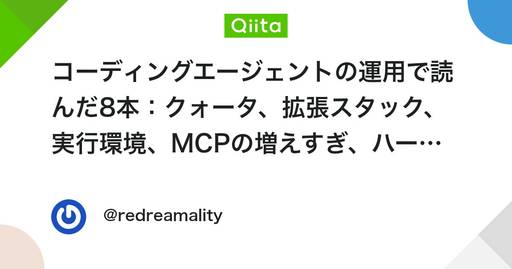 Qiita
コーディングエージェントの運用で読
んだ8本：クォータ、拡張スタック、
実行環境、MCPの増えすぎ、ハー…
@redreamality